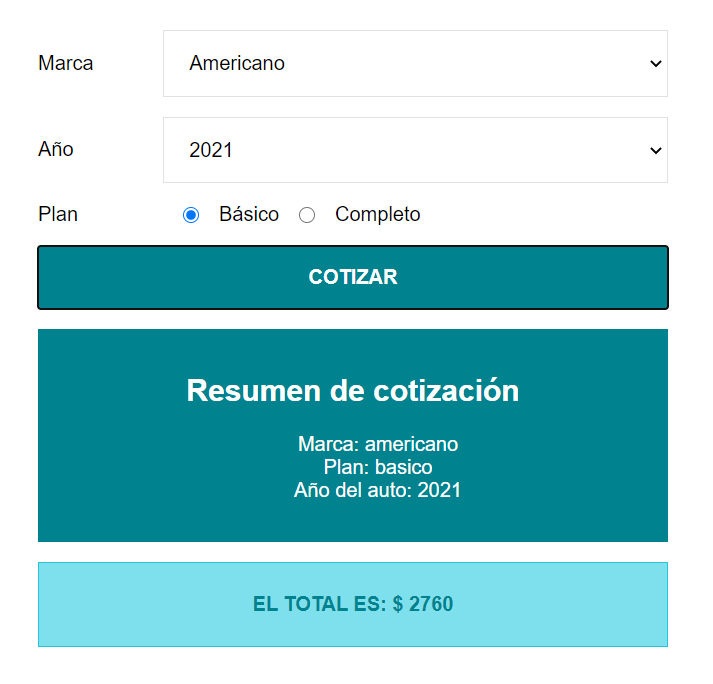 Marca Americano
Año 2021
Plan Básico Completo
COTIZAR
Resumen de cotización
Marca: americano
Plan: basico
Año del auto: 2021
EL TOTAL ES: $ 2760